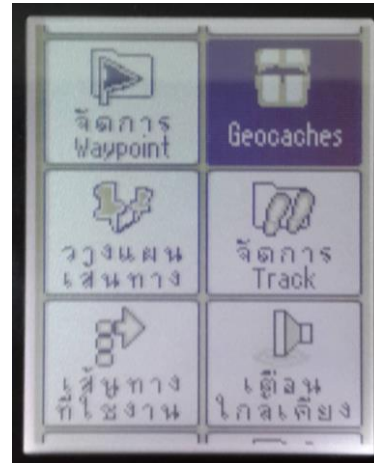 จัดการ
Waypoint
Geocaches
วางแผน
เส้นทาง
จัดการ
Track
เส้นทาง
ที่ใช้งาน
เตือน
ใกล้เคียง